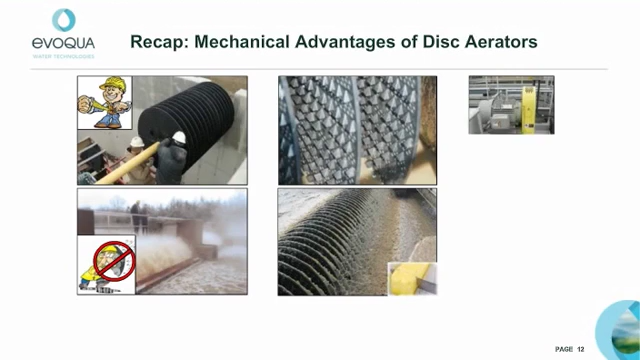 evoqua
WATER TECHNOLOGIES
Recap: Mechanical Advantages of Disc Aerators
PAGE 12